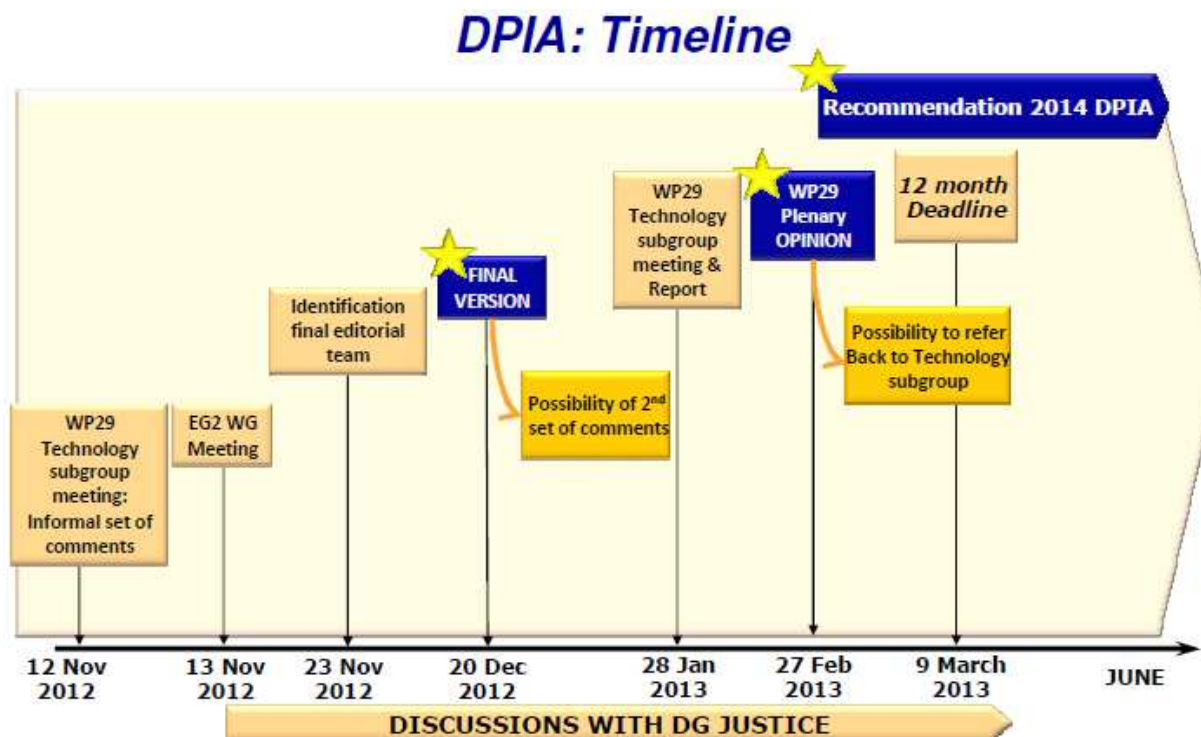 DPIA: Timeline
Recommendation 2014 DPIA
12 month
Deadline
WP29
Plenary
OPINION
WP29
Technology
subgroup
meeting &
Report
FINAL
VERSION
Identification
final editorial
team
Possibility to refer
Back to Technology
subgroup
Possibility of 2nd
set of comments
EG2 WG
Meeting
WP29
Technology
subgroup
meeting:
Informal set of
comments
12 Nov
2012
13 Nov
2012
23 Nov
2012
20 Dec
2012
28 Jan
2013
27 Feb
2013
9 March
2013
JUNE
DISCUSSIONS WITH DG JUSTICE